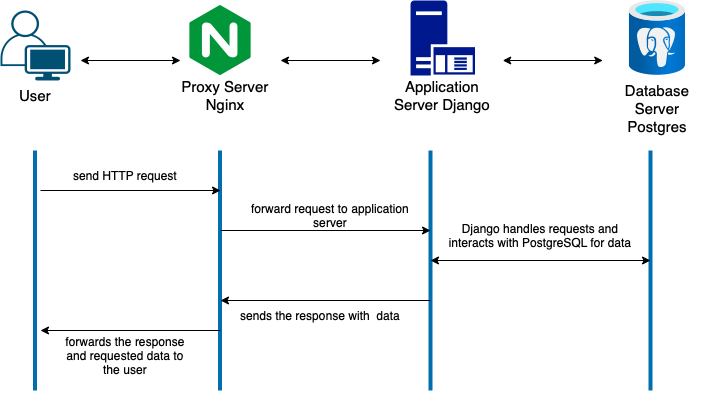 User
Proxy Server
Nginx
Application
Server Django
Database
Server
Postgres
send HTTP request
forward request to application
server
Django handles requests and
interacts with PostgreSQL for data
sends the response with  data
forwards the response
and requested data to
the user